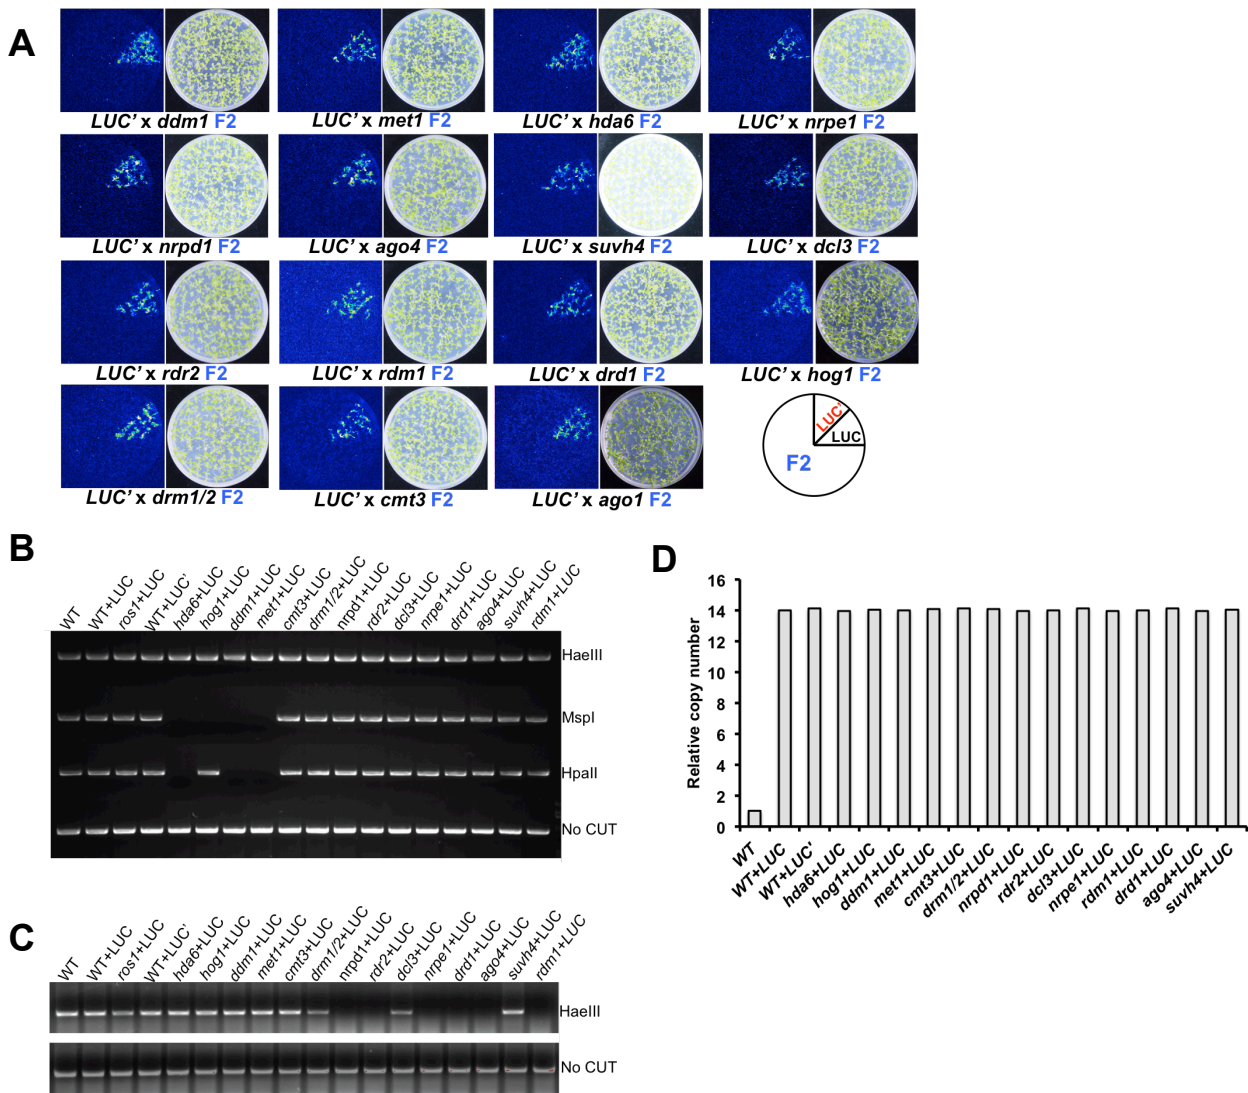 A
LUC' x ddm1 F2
LUC' x met1 F2
LUC' x hda6 F2
LUC' x nrpe1 F2
LUC' x nrpd1 F2
LUC' x ago4 F2
LUC' x suvh4 F2
LUC' x dcl3 F2
LUC' x rdr2 F2
LUC' x rdm1 F2
LUC' x drd1 F2
LUC' x hog1 F2
LUC' x drm1/2 F2
LUC' x cmt3 F2
LUC' x ago1 F2
LUC'
LUC
F2
B
WT
WT+LUC
ros1+LUC
WT+LUC'
hda6+LUC
hog1+LUC
ddm1+LUC
met1+LUC
cmt3+LUC
drm1/2+LUC
nrpd1+LUC
rdr2+LUC
dcl3+LUC
nrpe1+LUC
drd1+LUC
ago4+LUC
suvh4+LUC
rdm1+LUC
HaeIII
MspI
HpaII
No CUT
C
WT
WT+LUC
ros1+LUC
WT+LUC'
hda6+LUC
hog1+LUC
ddm1+LUC
met1+LUC
cmt3+LUC
drm1/2+LUC
nrpd1+LUC
rdr2+LUC
dcl3+LUC
nrpe1+LUC
drd1+LUC
ago4+LUC
suvh4+LUC
rdm1+LUC
HaeIII
No CUT
D
Relative copy number
16
14
12
10
8
6
4
2
0
WT
WT+LUC
WT+LUC'
hda6+LUC
hog1+LUC
ddm1+LUC
met1+LUC
cmt3+LUC
drm1/2+LUC
nrpd1+LUC
rdr2+LUC
dcl3+LUC
nrpe1+LUC
rdm1+LUC
drd1+LUC
ago4+LUC
suvh4+LUC